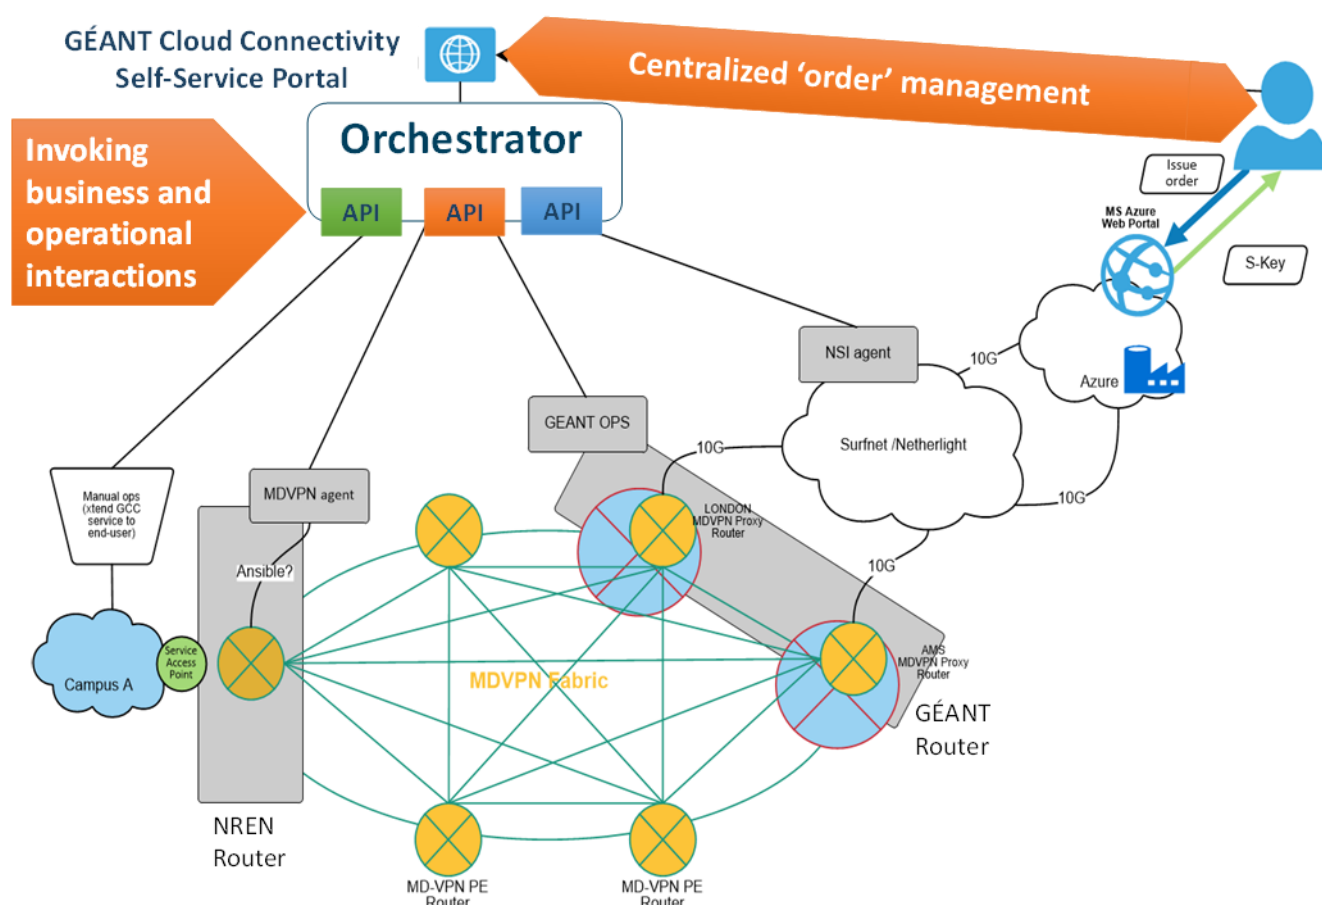 GÉANT Cloud Connectivity
Self-Service Portal
Centralized ‘order’ management
Invoking
business and
operational
interactions
Orchestrator
API
API
API
Issue
order
MS Azure
Web Portal
S-Key
NSI agent
10G
Azure
GEANT OPS
10G
Surfnet /Netherlight
10G
Manual ops
(xtend GCC
service to
end-user)
MDVPN agent
LONDON
MDVPN Proxy
Router
Ansible?
10G
Service
Access
Point
Campus A
MDVPN Fabric
AMS
MDVPN Proxy
Router
GÉANT
Router
NREN
Router
MD-VPN PE
Router
MD-VPN PE
Router